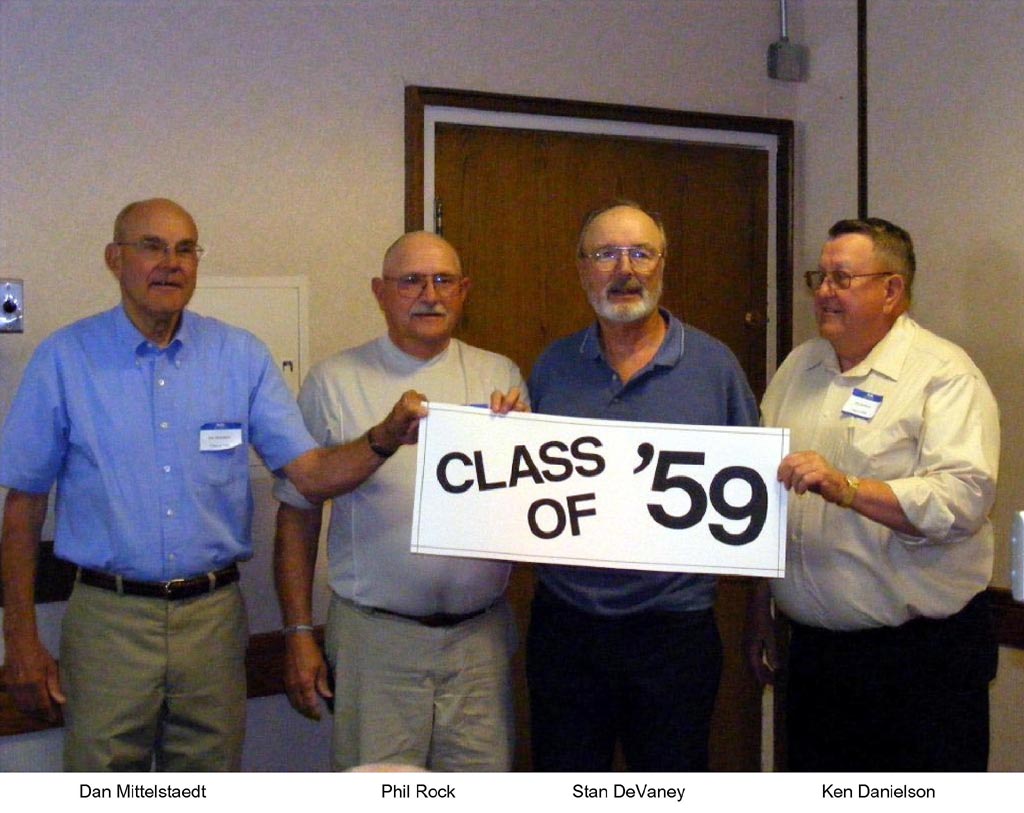 CLASS '59
OF
Dan Mittelstaedt Phil Rock Stan DeVaney Ken Danielson